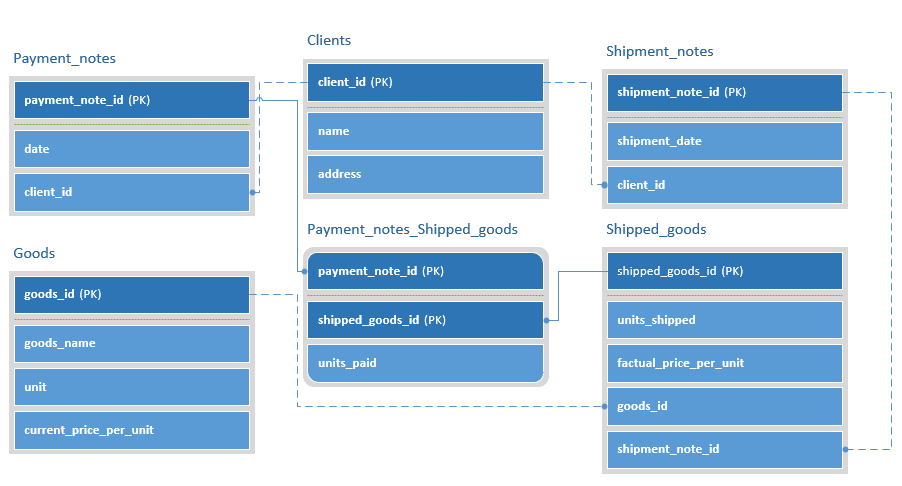 Payment_notes
payment_note_id (PK)
date
client_id
Clients
client_id (PK)
name
address
Shipment_notes
shipment_note_id (PK)
shipment_date
client_id
Goods
goods_id (PK)
goods_name
unit
current_price_per_unit
Payment_notes_Shipped_goods
payment_note_id (PK)
shipped_goods_id (PK)
units_paid
Shipped_goods
shipped_goods_id (PK)
units_shipped
factual_price_per_unit
goods_id
shipment_note_id